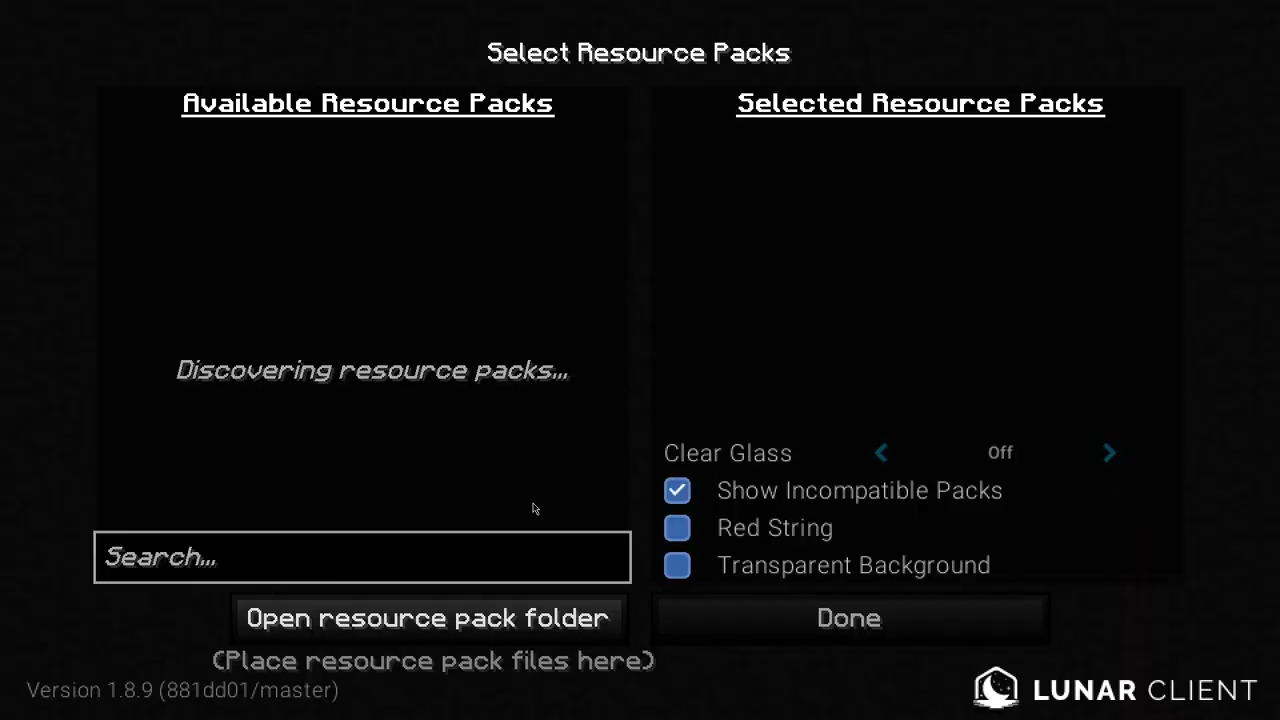 Select Resource Packs
Available Resource Packs
Selected Resource Packs
Discovering resource packs...
Clear Glass
Off
Show Incompatible Packs
Red String
Transparent Background
Search...
Open resource pack folder
Done
(Place resource pack files here)
Version 1.8.9 (881dd01/master)
LUNAR CLIENT